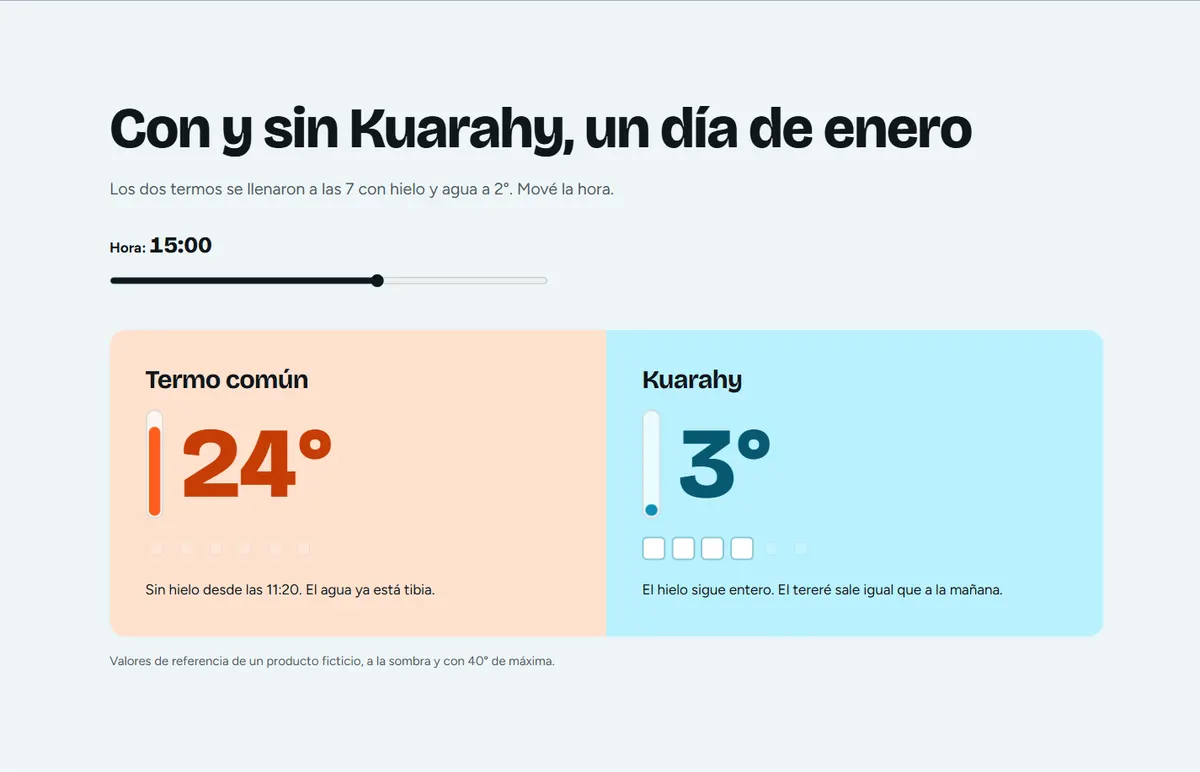 Con y sin Kuarahy, un día de enero
Los dos termos se llenaron a las 7 con hielo y agua a 2°. Mové la hora.
Hora: 15:00
Termo común
24°
Sin hielo desde las 11:20. El agua ya está tibia.
Kuarahy
3°
El hielo sigue entero. El tereré sale igual que a la mañana.
Valores de referencia de un producto ficticio, a la sombra y con 40° de máxima.